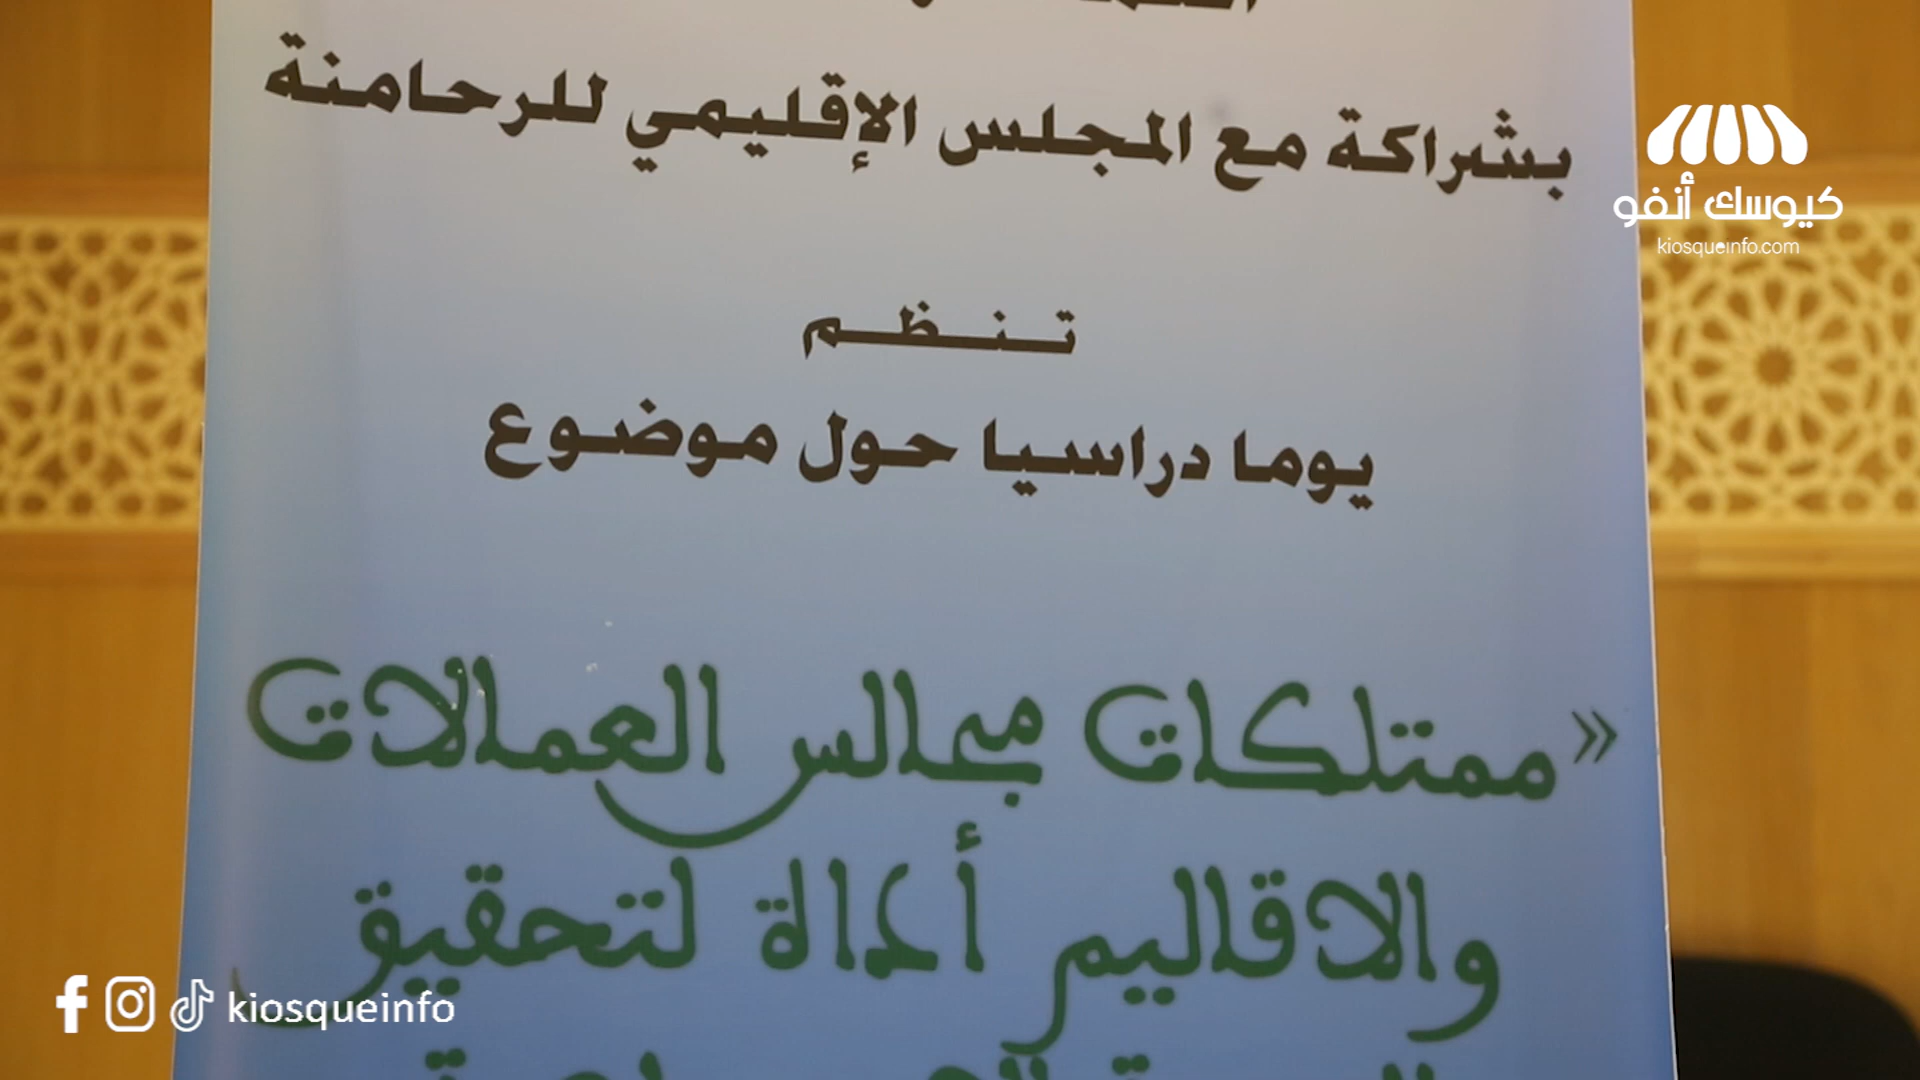 بشراكة مع المجلس الإقليمي للرحامنة
كيوسك أنفو
kiosqueinfo.com
تنظم
يوما دراسيا حول موضوع
«ممتلكات مجالس العمالات
والاقاليم أداة لتحقيق
kiosqueinfo